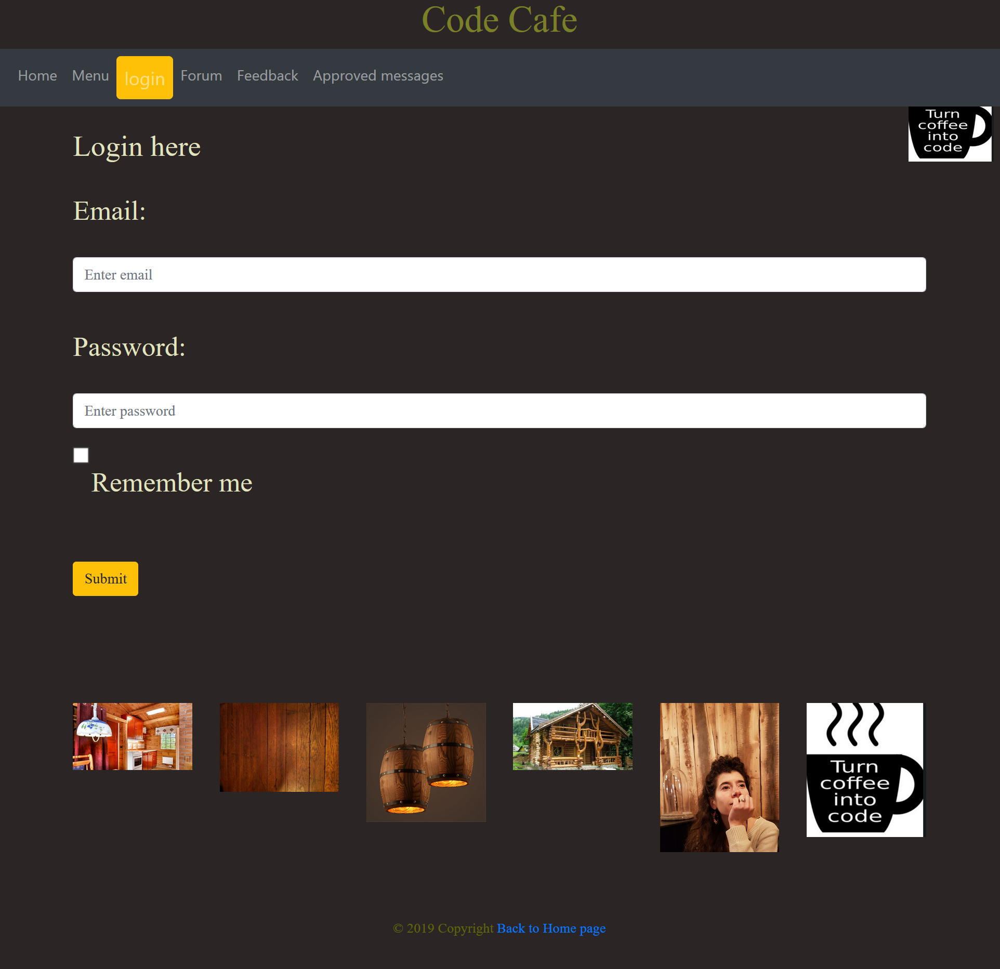 Code Cafe
Home Menu login Forum Feedback Approved messages
Turn
coffee
into
code
Login here
Email:
Enter email
Password:
Enter password
Remember me
Submit
Turn
coffee
into
code
© 2019 Copyright Back to Home page